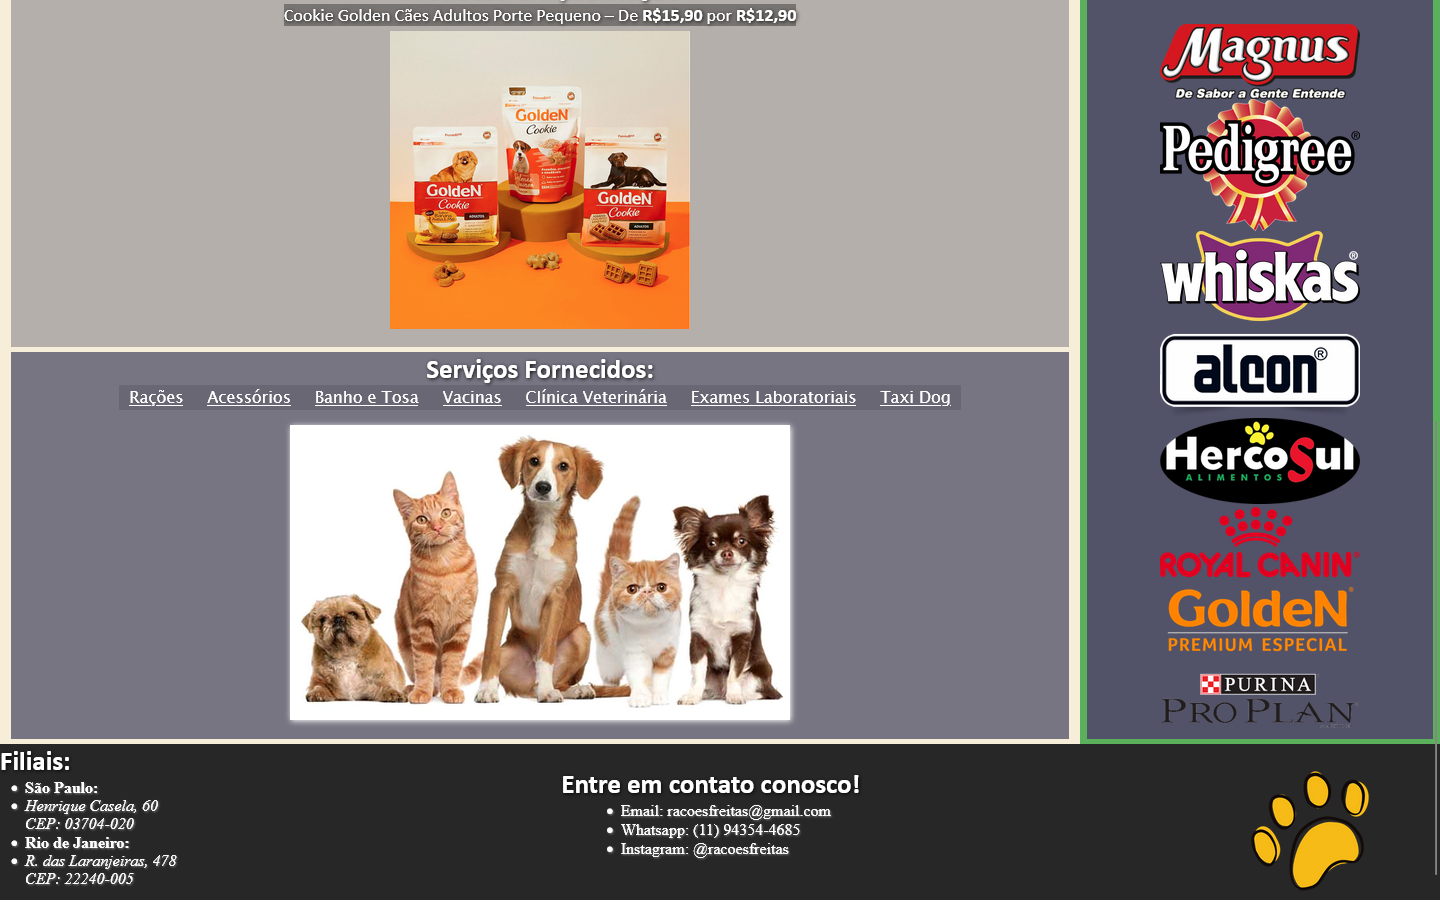 Cookie Golden Cães Adultos Porte Pequeno – De R$15,90 por R$12,90
GoldeN
Cookie
GoldeN
Cookie
ADULTOS
GoldeN
Cookie
ADULTOS
Serviços Fornecidos:
Rações Acessórios Banho e Tosa Vacinas Clínica Veterinária Exames Laboratoriais Taxi Dog
Magnus
De Sabor a Gente Entende
Pedigree®
whiskas®
alcon®
HercoSul
ALIMENTOS
ROYAL CANIN
GoldeN®
PREMIUM ESPECIAL
PURINA
PRO PLAN
Filiais:
São Paulo:
Henrique Casela, 60
CEP: 03704-020
Rio de Janeiro:
R. das Laranjeiras, 478
CEP: 22240-005
Entre em contato conosco!
Email: racoesfreitas@gmail.com
Whatsapp: (11) 94354-4685
Instagram: @racoesfreitas